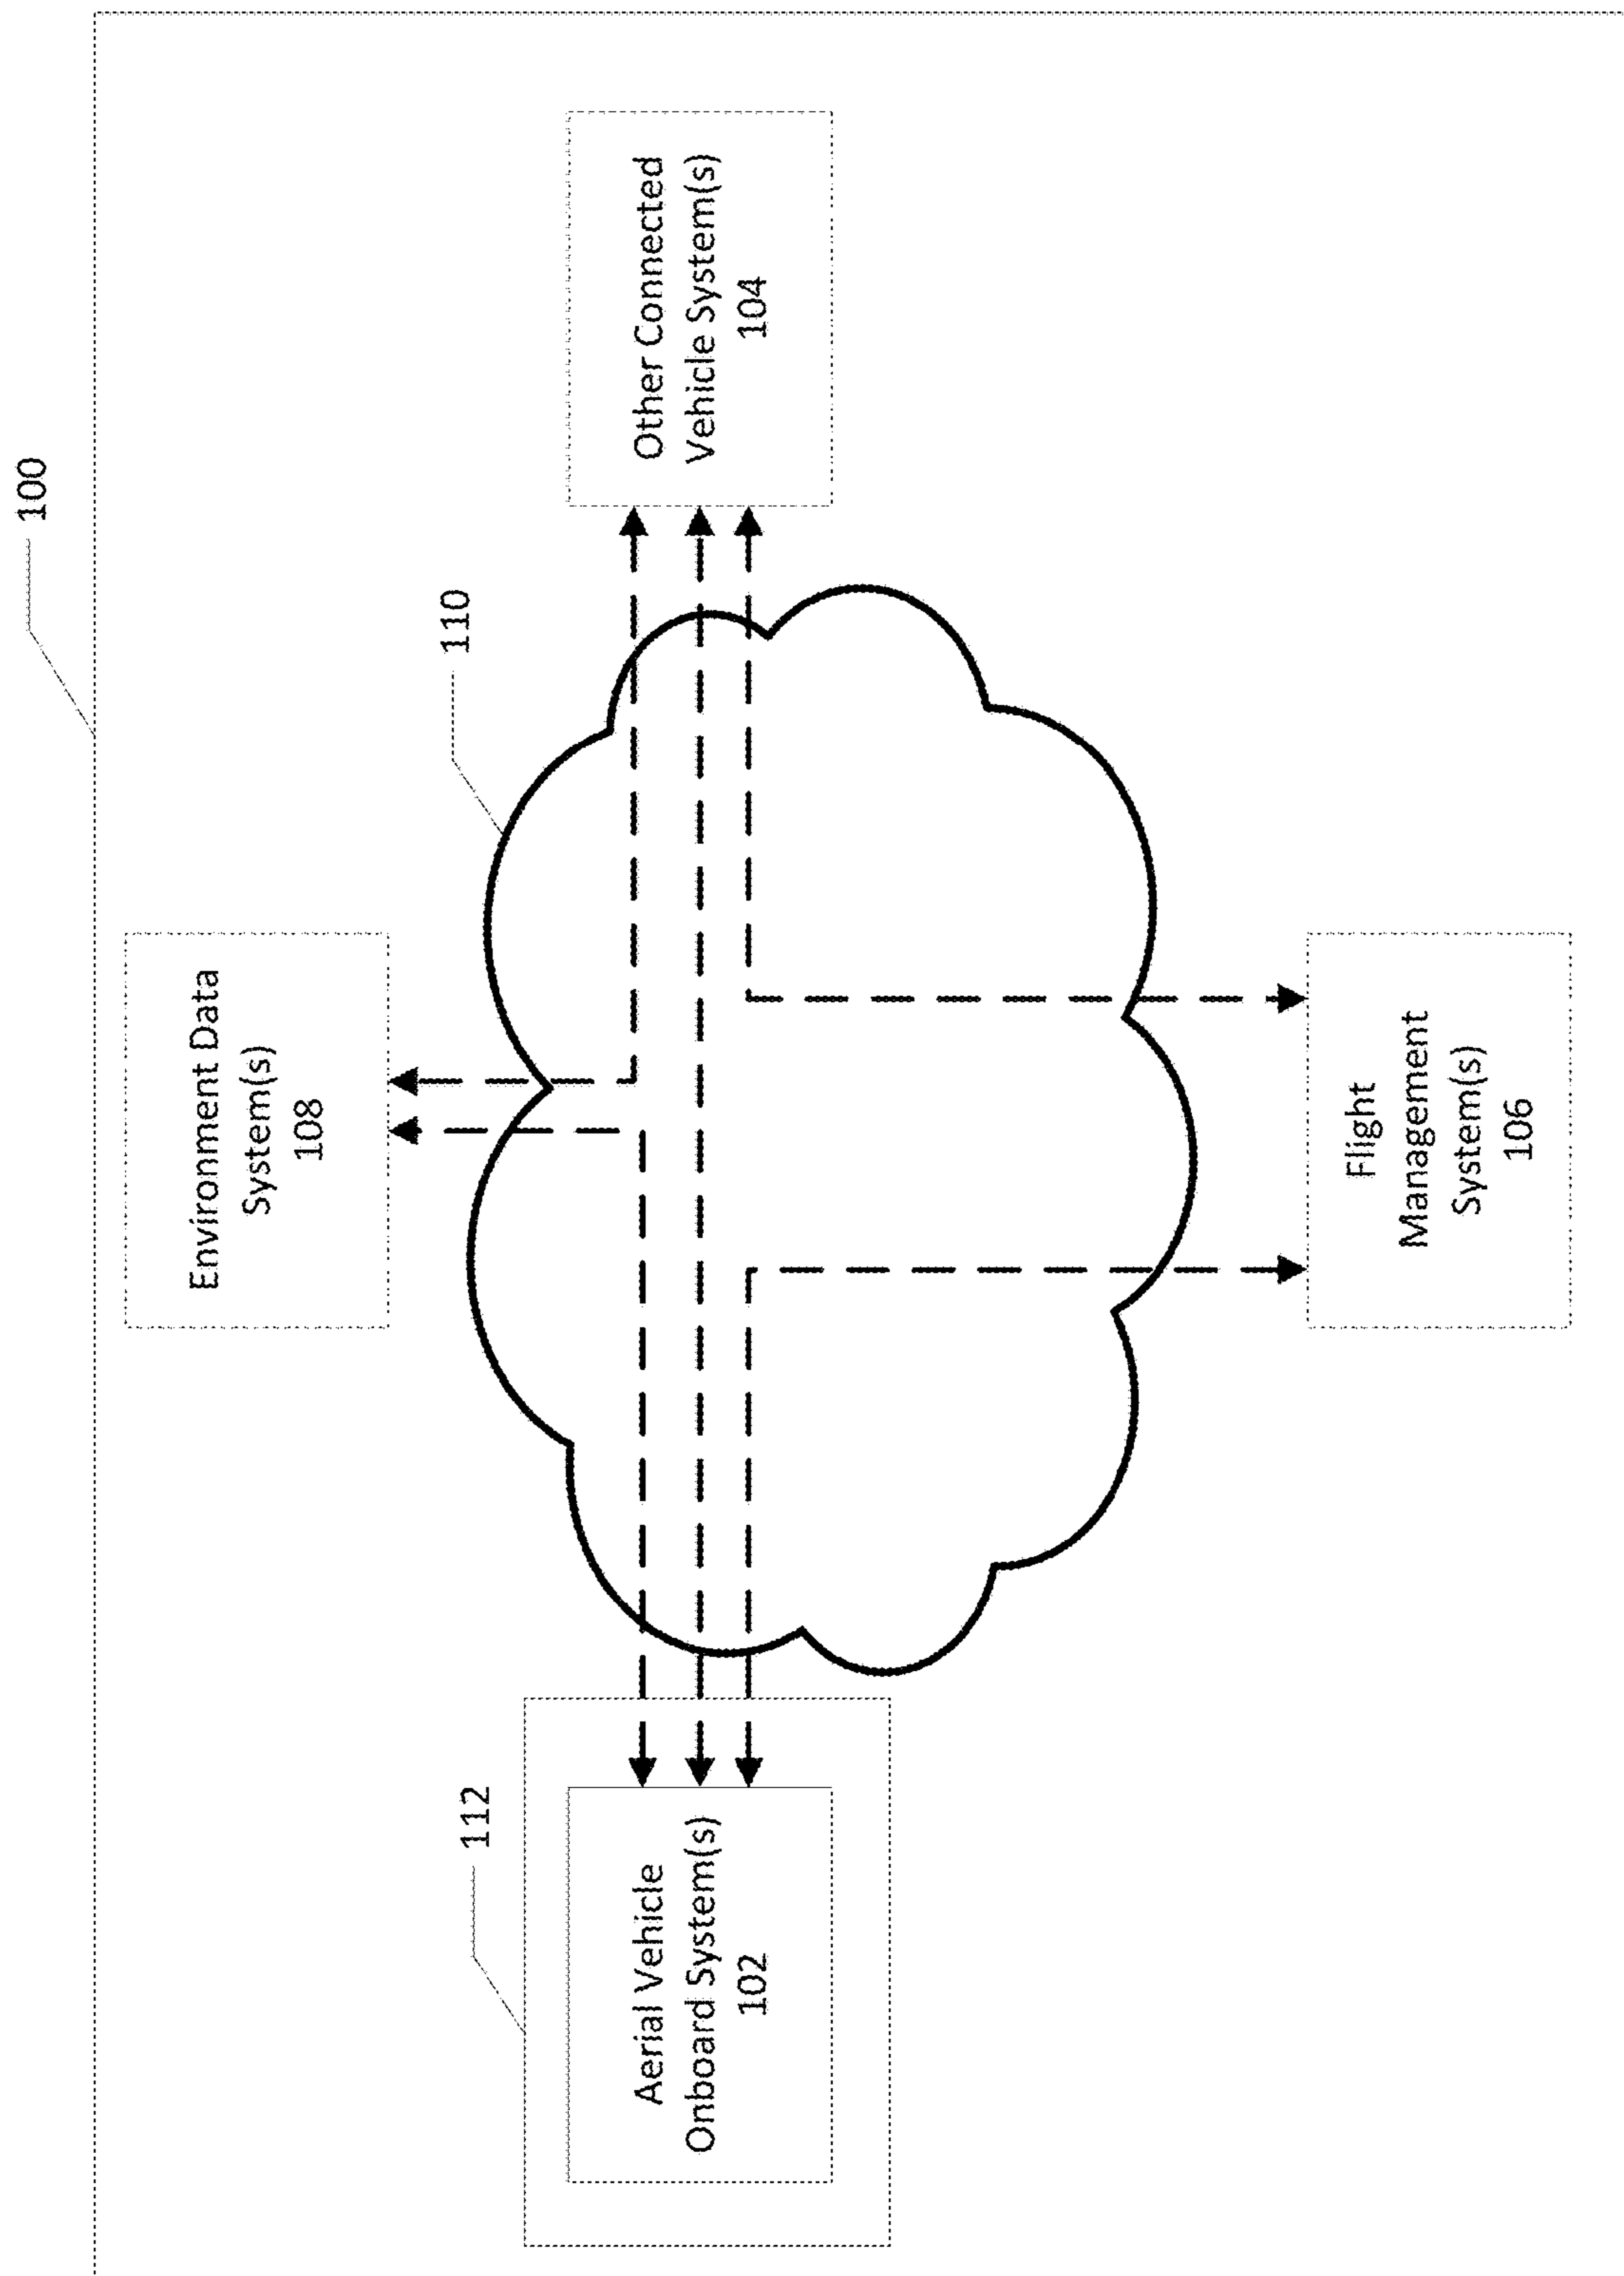 100
110
112
Environment Data
System(s)
108
Aerial Vehicle
Onboard System(s)
102
Other Connected
Vehicle System(s)
104
Flight
Management
System(s)
106